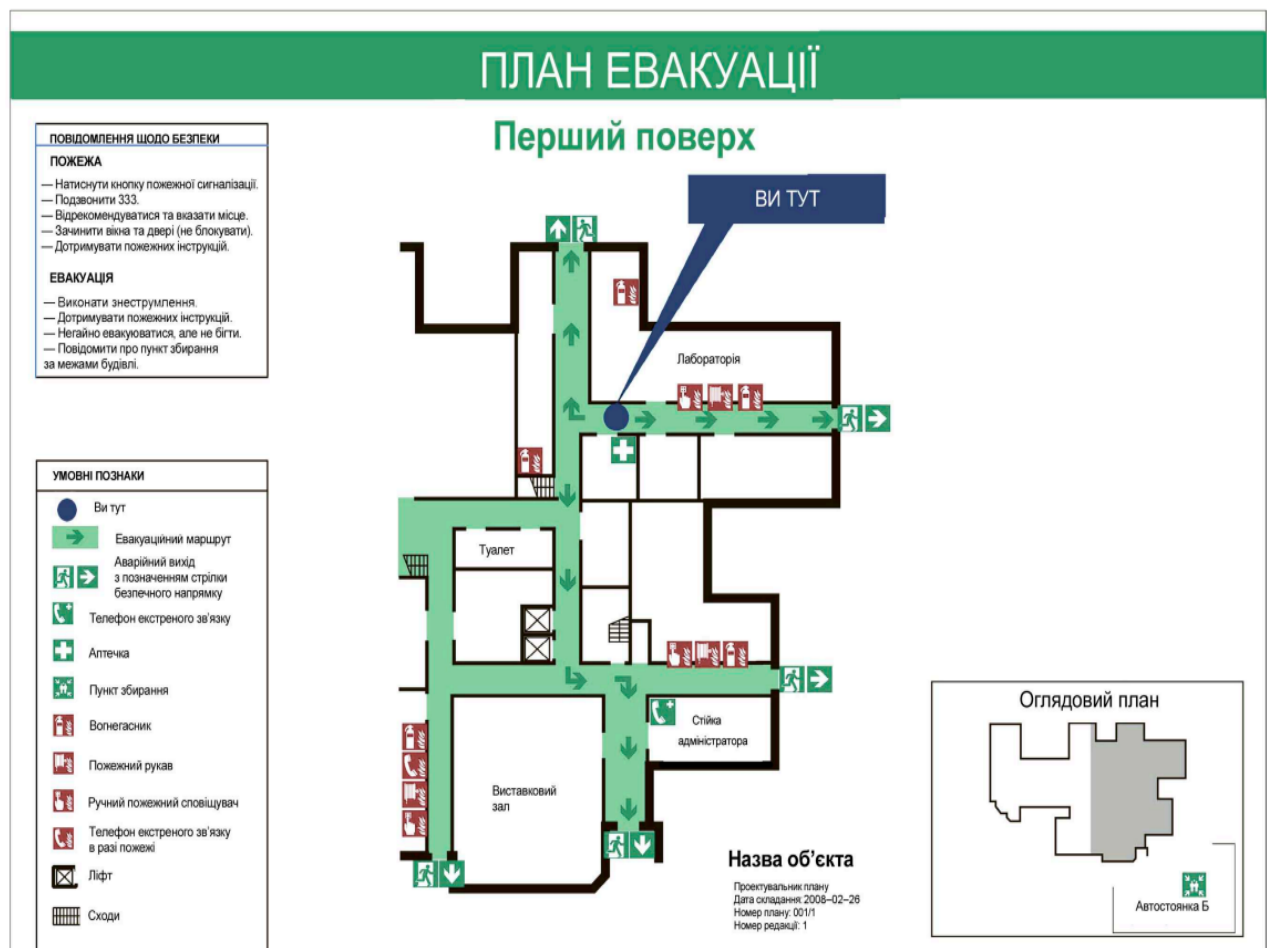 ПЛАН ЕВАКУАЦІЇ
Перший поверх
ПОВІДОМЛЕННЯ ЩОДО БЕЗПЕКИ
ПОЖЕЖА
— Натиснути кнопку пожежної сигналізації.
— Подзвонити 333.
— Відрекомендуватися та вказати місце.
— Зачинити вікна та двері (не блокувати).
— Дотримувати пожежних інструкцій.
ЕВАКУАЦІЯ
— Виконати знеструмлення.
— Дотримувати пожежних інструкцій.
— Негайно евакуюватися, але не бігти.
— Повідомити про пункт збирання
за межами будівлі.
УМОВНІ ПОЗНАКИ
Ви тут
Евакуаційний маршрут
Аварійний вихід
з позначенням стрілки
безпечного напрямку
Телефон екстреного зв’язку
Аптечка
Пункт збирання
Вогнегасник
Пожежний рукав
Ручний пожежний сповіщувач
Телефон екстреного зв’язку
в разі пожежі
Ліфт
Сходи
ВИ ТУТ
Лабораторія
Туалет
Стійка
адміністратора
Виставковий
зал
Назва об’єкта
Проектувальник плану
Дата складання: 2008–02–26
Номер плану: 001/1
Номер редакції: 1
Оглядовий план
Автостоянка Б